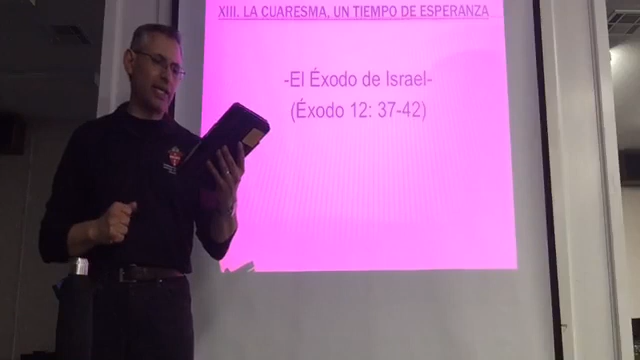 XIII. LA CUARESMA, UN TIEMPO DE ESPERANZA
-El Éxodo de Israel-
(Éxodo 12: 37-42)